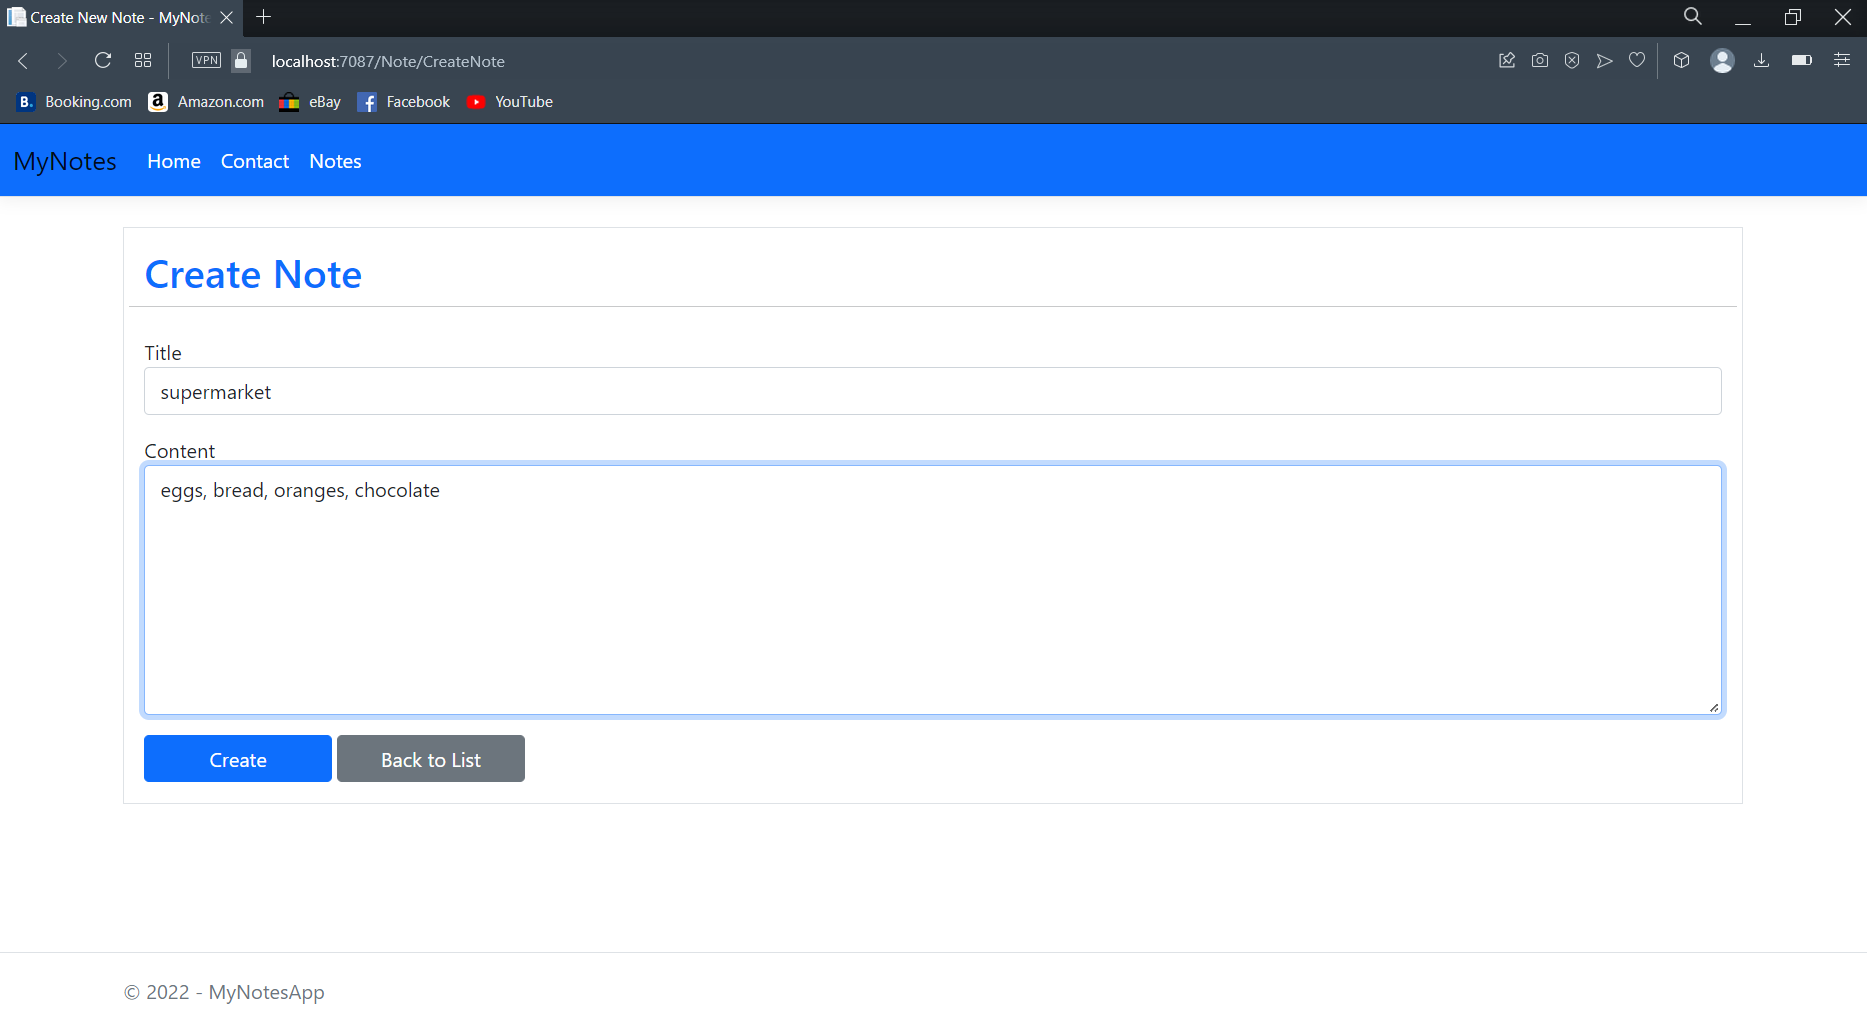 Create New Note - MyNote
VPN localhost:7087/Note/CreateNote
B. Booking.com a Amazon.com eBay f Facebook YouTube
MyNotes Home Contact Notes
Create Note
Title
supermarket
Content
eggs, bread, oranges, chocolate
Create Back to List
© 2022 - MyNotesApp